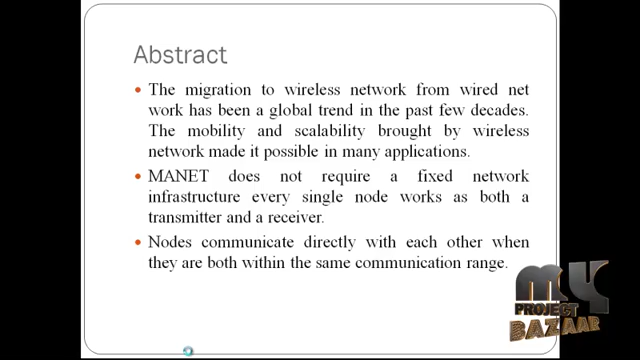 Abstract
• The migration to wireless network from wired net
work has been a global trend in the past few decades.
The mobility and scalability brought by wireless
network made it possible in many applications.
• MANET does not require a fixed network
infrastructure every single node works as both a
transmitter and a receiver.
• Nodes communicate directly with each other when
they are both within the same communication range.
MY
PROJECT
BAZAAR